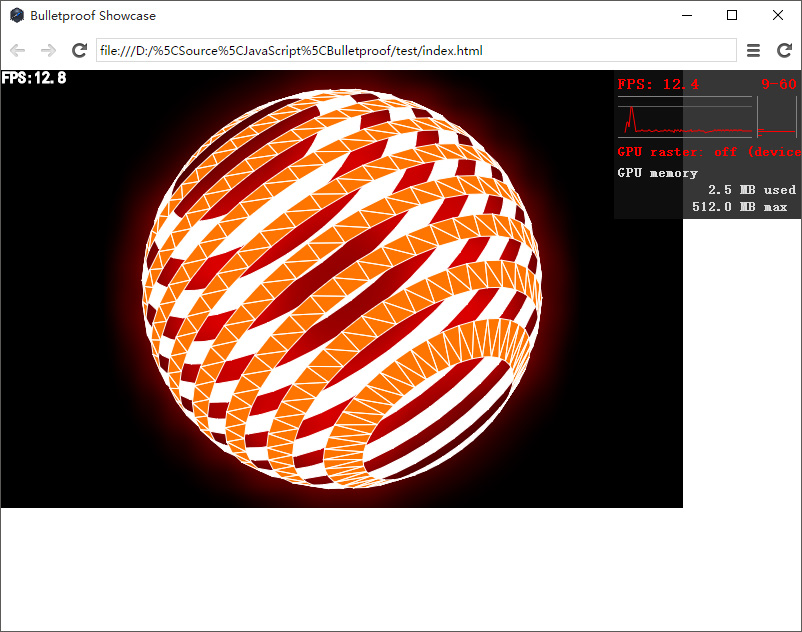 Bulletproof Showcase
file:///D:/%5CSource%5CJavaScript%5CBulletproof/test/index.html
FPS:12.8
FPS: 12.4 9-60
GPU raster: off (device
GPU memory
2.5 MB used
512.0 MB max